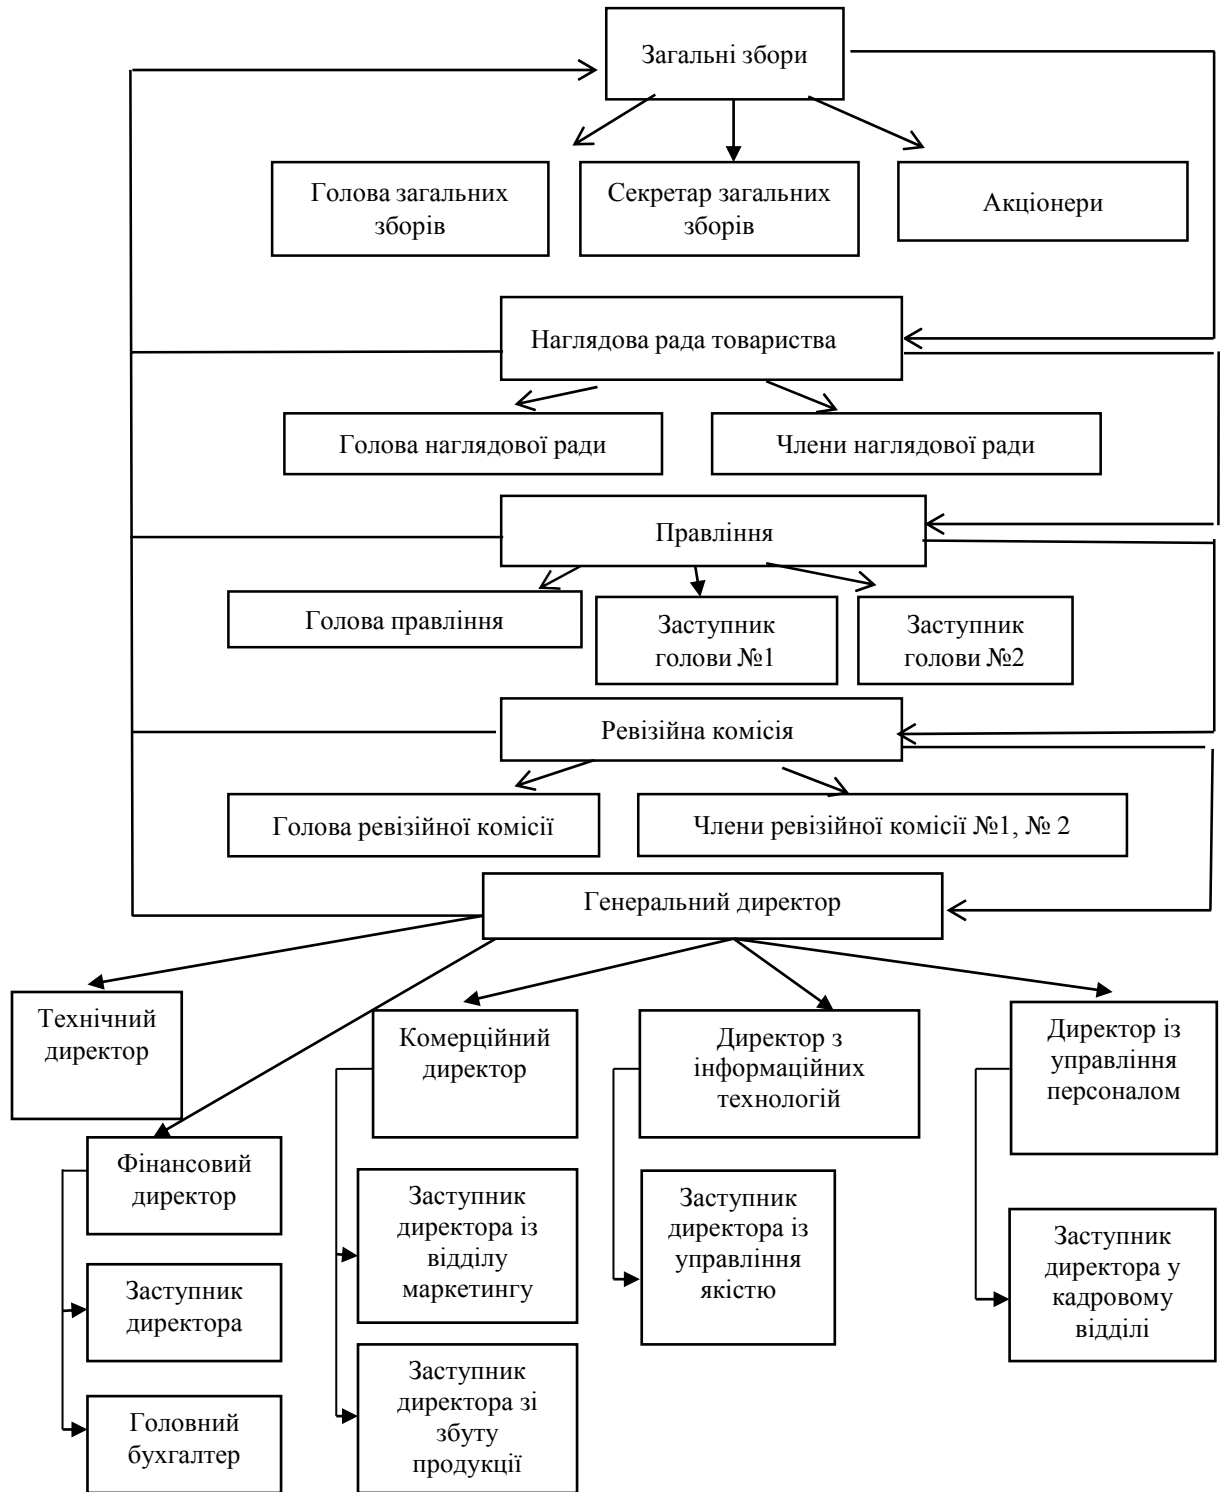 Загальні збори
Голова загальних
зборів
Секретар загальних
зборів
Акціонери
Наглядова рада товариства
Голова наглядової ради
Члени наглядової ради
Правління
Голова правління
Заступник
голови №1
Заступник
голови №2
Ревізійна комісія
Голова ревізійної комісії
Члени ревізійної комісії №1, № 2
Генеральний директор
Технічний
директор
Комерційний
директор
Директор з
інформаційних
технологій
Директор із
управління
персоналом
Фінансовий
директор
Заступник
директора із
відділу
маркетингу
Заступник
директора із
управління
якістю
Заступник
директора у
кадровому
відділі
Заступник
директора
Заступник
директора зі
збуту
продукції
Головний
бухгалтер